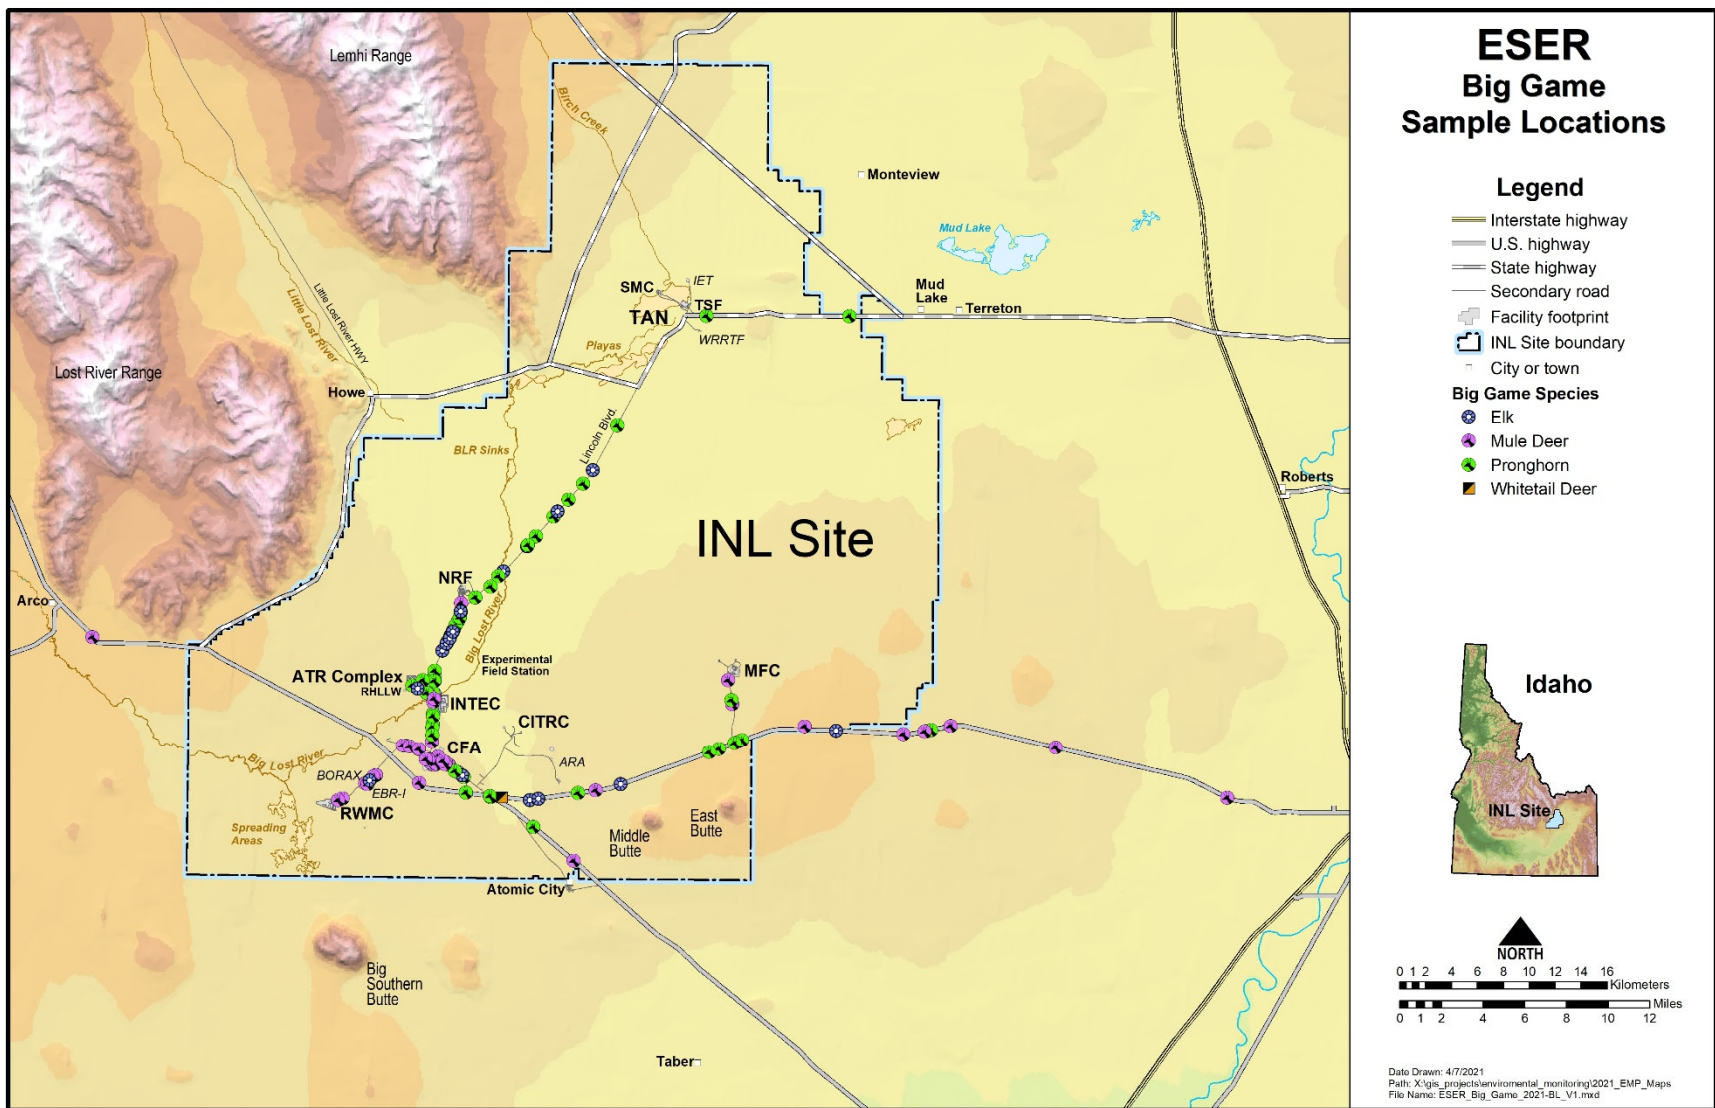 ESER
Big Game
Sample Locations
Legend
Interstate highway
U.S. highway
State highway
Secondary road
Facility footprint
INL Site boundary
City or town
Big Game Species
Elk
Mule Deer
Pronghorn
Whitetail Deer
Idaho
INL Site
NORTH
0 1 2 4 6 8 10 12 14 16
Kilometers
Miles
0 1 2 4 6 8 10 12
Date Drawn: 4/7/2021
Path: X:\gis_projects\enviromental_monitoring\2021_EMP_Maps
File Name: ESER_Big_Game_2021-BL_V1.mxd
Lemhi Range
Birch Creek
Monteview
Mud Lake
Little Lost River
Little Lost River HWY
SMC
IET
TSF
TAN
WRRTF
Mud
Lake
Terreton
Playas
Lost River Range
Howe
Lincoln Blvd.
BLR Sinks
Roberts
INL Site
NRF
Arco
Big Lost River
Experimental
Field Station
ATR Complex
RHLLW
INTEC
MFC
CITRC
CFA
Big Lost River
ARA
BORAX
EBR-I
RWMC
Spreading
Areas
East
Butte
Middle
Butte
Atomic City
Big
Southern
Butte
Taber